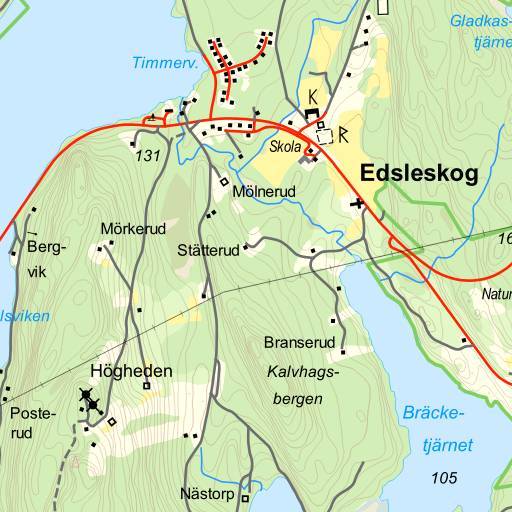 Gladkas-
tjärne
Timmerv.
K
R
Skola
131
Edsleskog
Mölnerud
Mörkerud
Berg-
vik
Stätterud
16
lsviken
Natur
Branserud
Kalvhags-
bergen
Högheden
Poste-
rud
Bräcke-
tjärnet
105
Nästorp